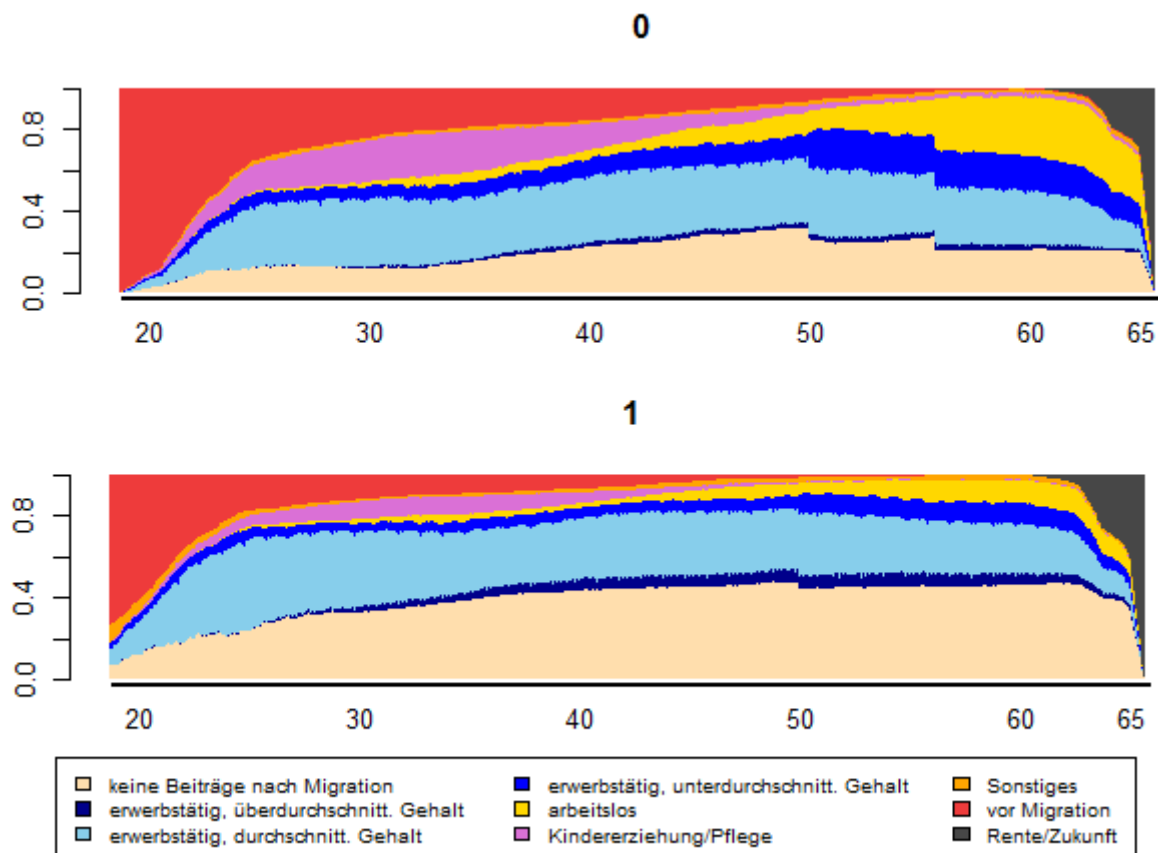 0
0.8
0.4
0.0
20 30 40 50 60 65
1
0.8
0.4
0.0
20 30 40 50 60 65
keine Beiträge nach Migration erwerbstätig, unterdurchschnitt. Gehalt Sonstiges
erwerbstätig, überdurchschnitt. Gehalt arbeitslos vor Migration
erwerbstätig, durchschnitt. Gehalt Kindererziehung/Pflege Rente/Zukunft